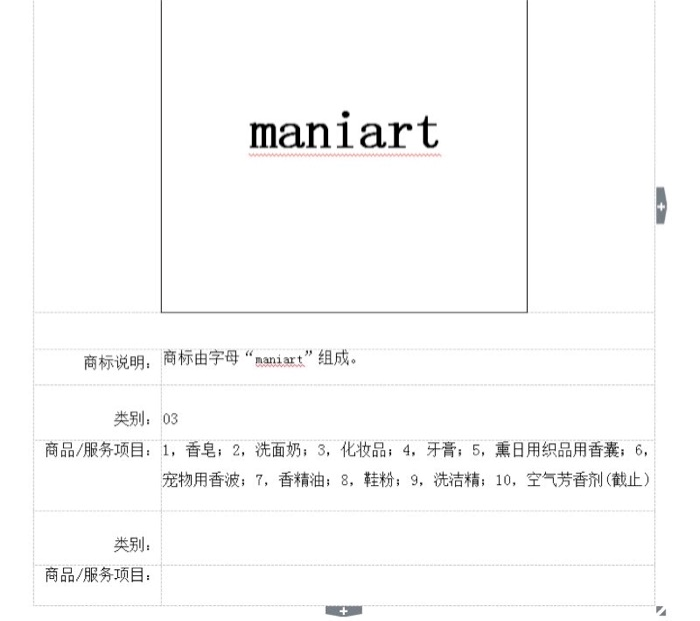 maniart
商标说明：商标由字母“maniart”组成。
类别：03
商品/服务项目：1，香皂；2，洗面奶；3，化妆品；4，牙膏；5，熏日用织品用香囊；6，
宠物用香波；7，香精油；8，鞋粉；9，洗洁精；10，空气芳香剂(截止)
类别：
商品/服务项目：